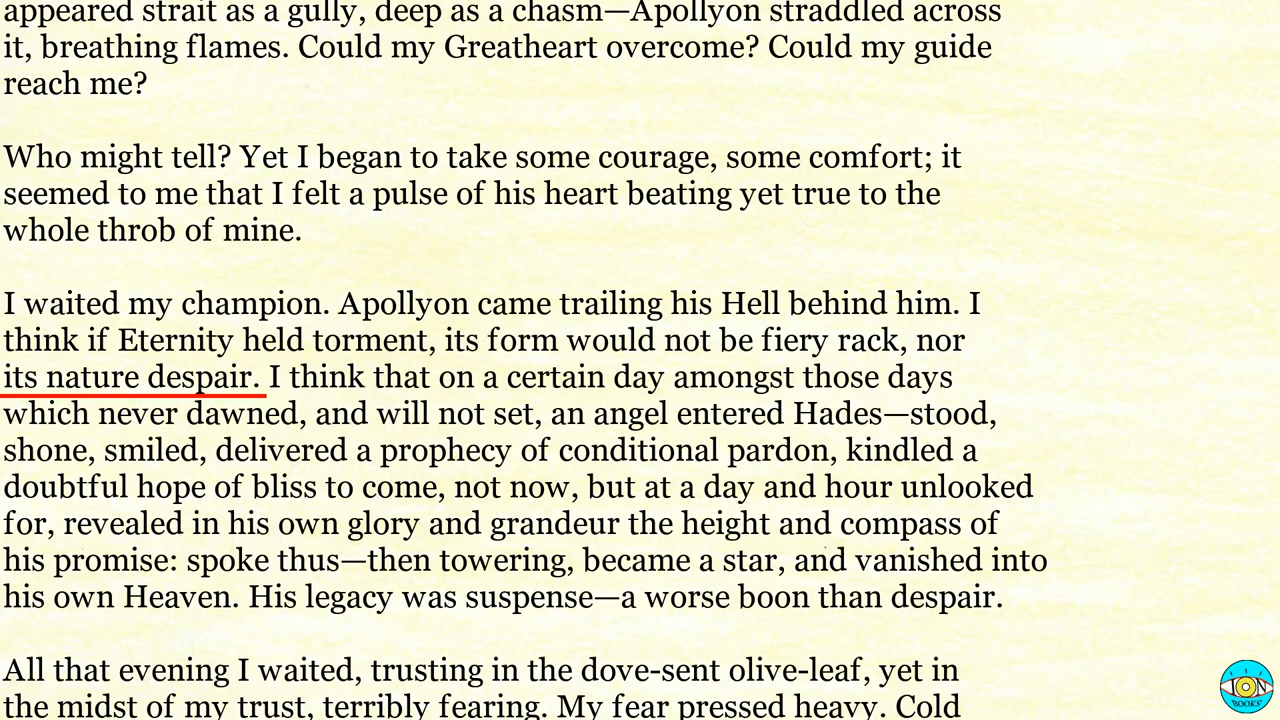 appeared strait as a gully, deep as a chasm—Apollyon straddled across
it, breathing flames. Could my Greatheart overcome? Could my guide
reach me?
Who might tell? Yet I began to take some courage, some comfort; it
seemed to me that I felt a pulse of his heart beating yet true to the
whole throb of mine.
I waited my champion. Apollyon came trailing his Hell behind him. I
think if Eternity held torment, its form would not be fiery rack, nor
its nature despair. I think that on a certain day amongst those days
which never dawned, and will not set, an angel entered Hades—stood,
shone, smiled, delivered a prophecy of conditional pardon, kindled a
doubtful hope of bliss to come, not now, but at a day and hour unlooked
for, revealed in his own glory and grandeur the height and compass of
his promise: spoke thus—then towering, became a star, and vanished into
his own Heaven. His legacy was suspense—a worse boon than despair.
All that evening I waited, trusting in the dove-sent olive-leaf, yet in
the midst of my trust, terribly fearing. My fear pressed heavy. Cold
ION
BOOKS